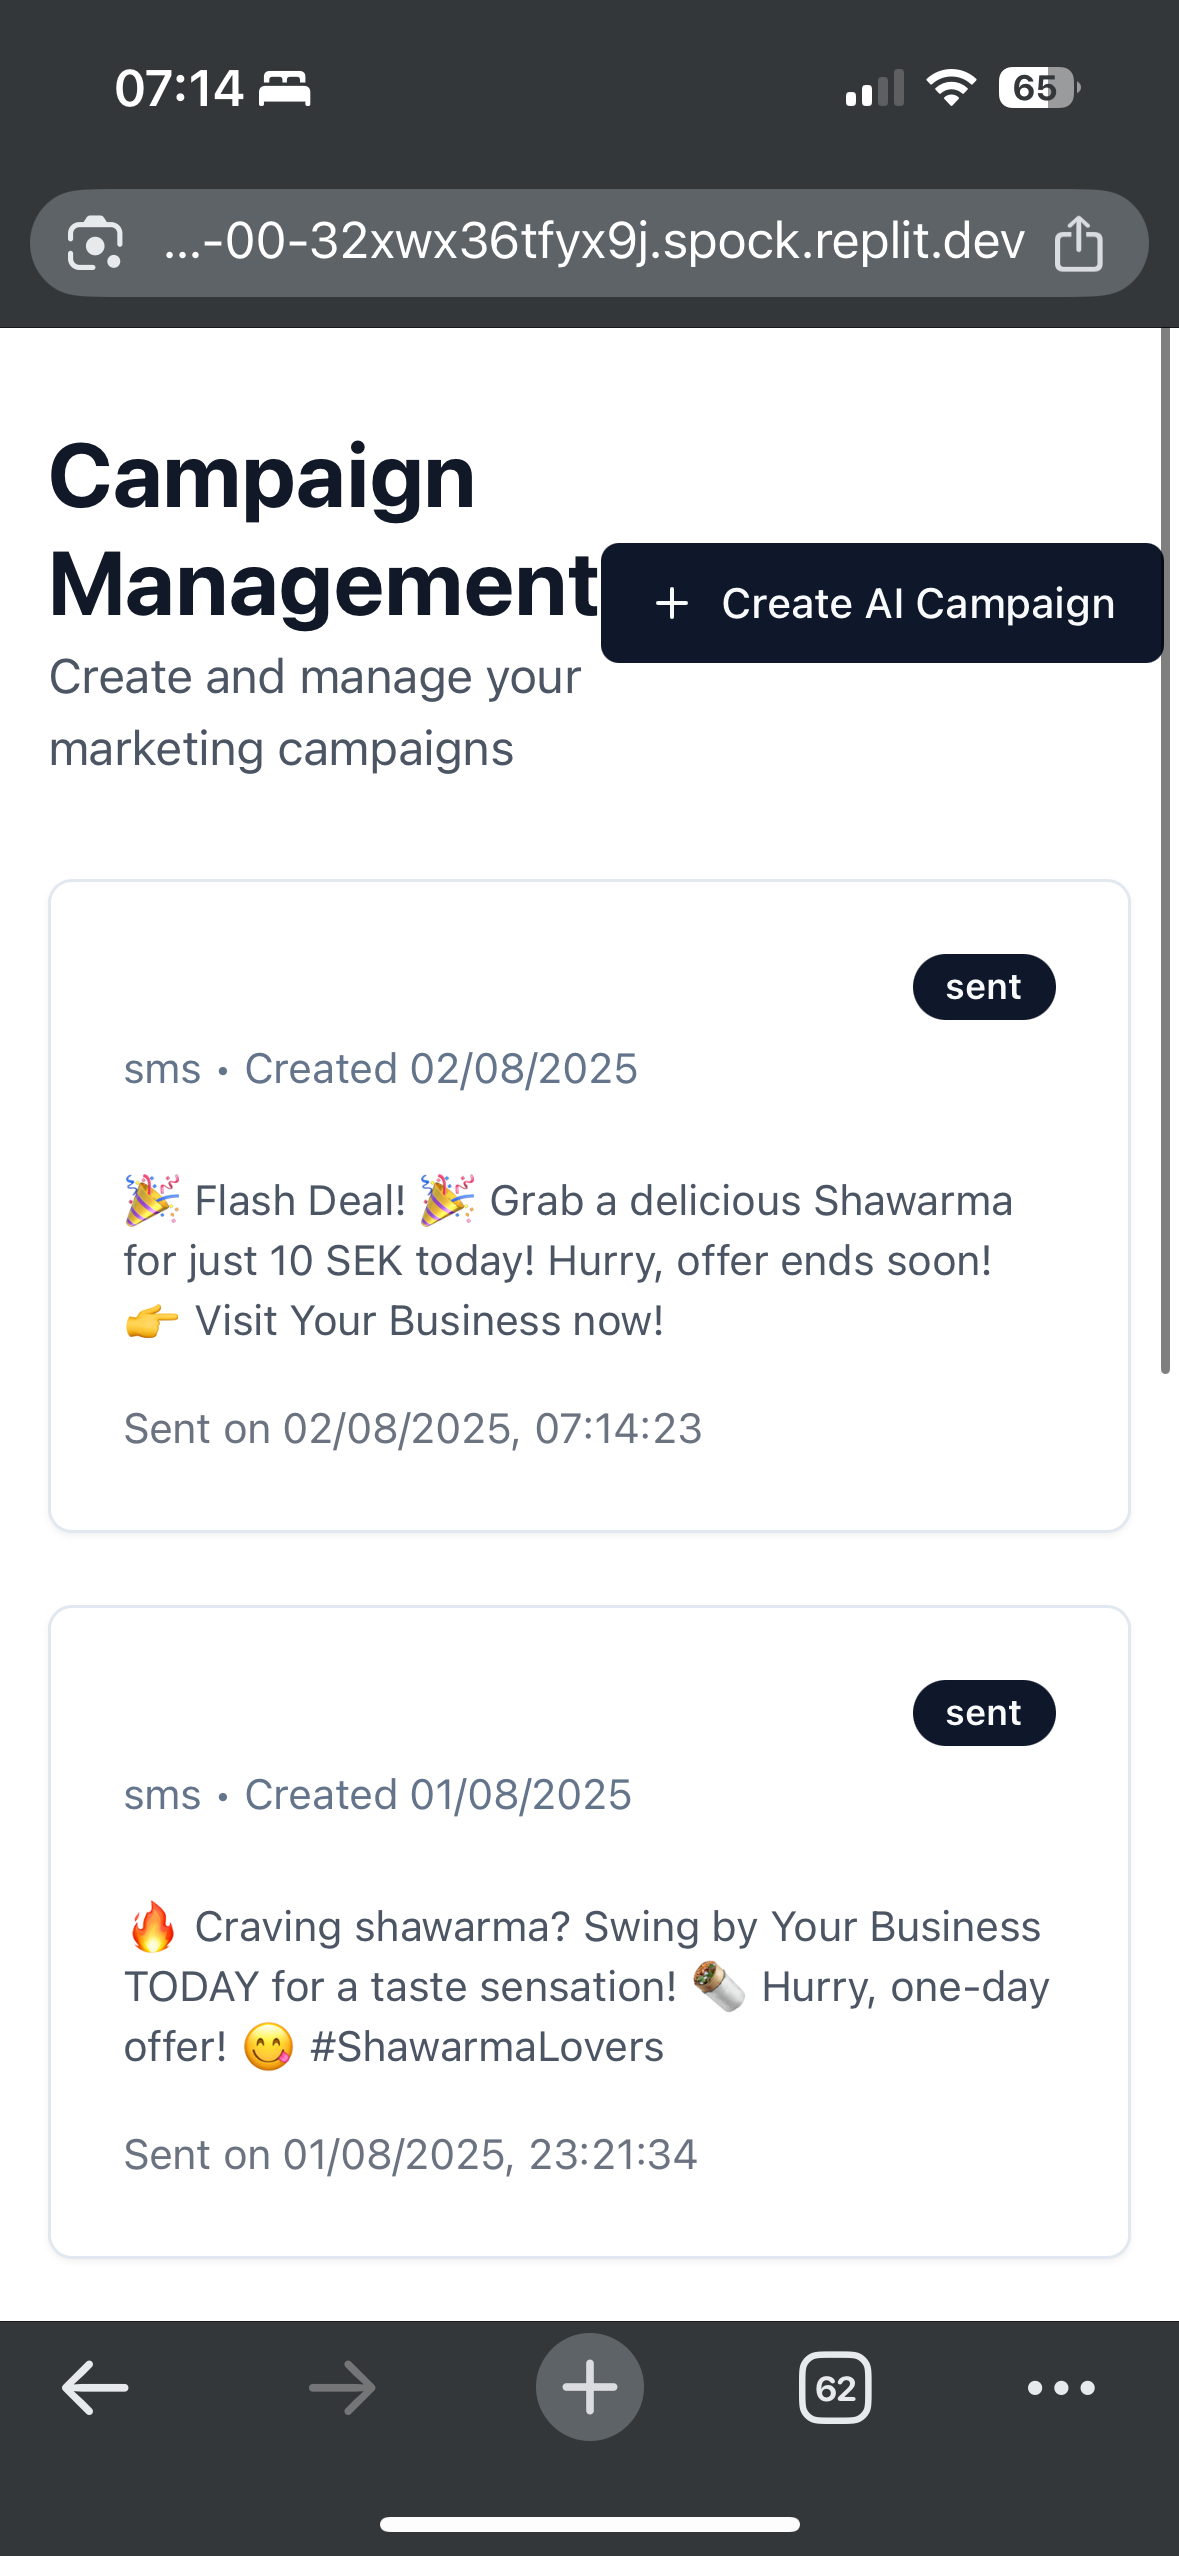 07:14
65
...-00-32xwx36tfyx9j.spock.replit.dev
Campaign
Management
+ Create AI Campaign
Create and manage your
marketing campaigns
sent
sms • Created 02/08/2025
🎉 Flash Deal! 🎉 Grab a delicious Shawarma
for just 10 SEK today! Hurry, offer ends soon!
👉 Visit Your Business now!
Sent on 02/08/2025, 07:14:23
sent
sms • Created 01/08/2025
🔥 Craving shawarma? Swing by Your Business
TODAY for a taste sensation! 🌯 Hurry, one-day
offer! 😋 #ShawarmaLovers
Sent on 01/08/2025, 23:21:34
62